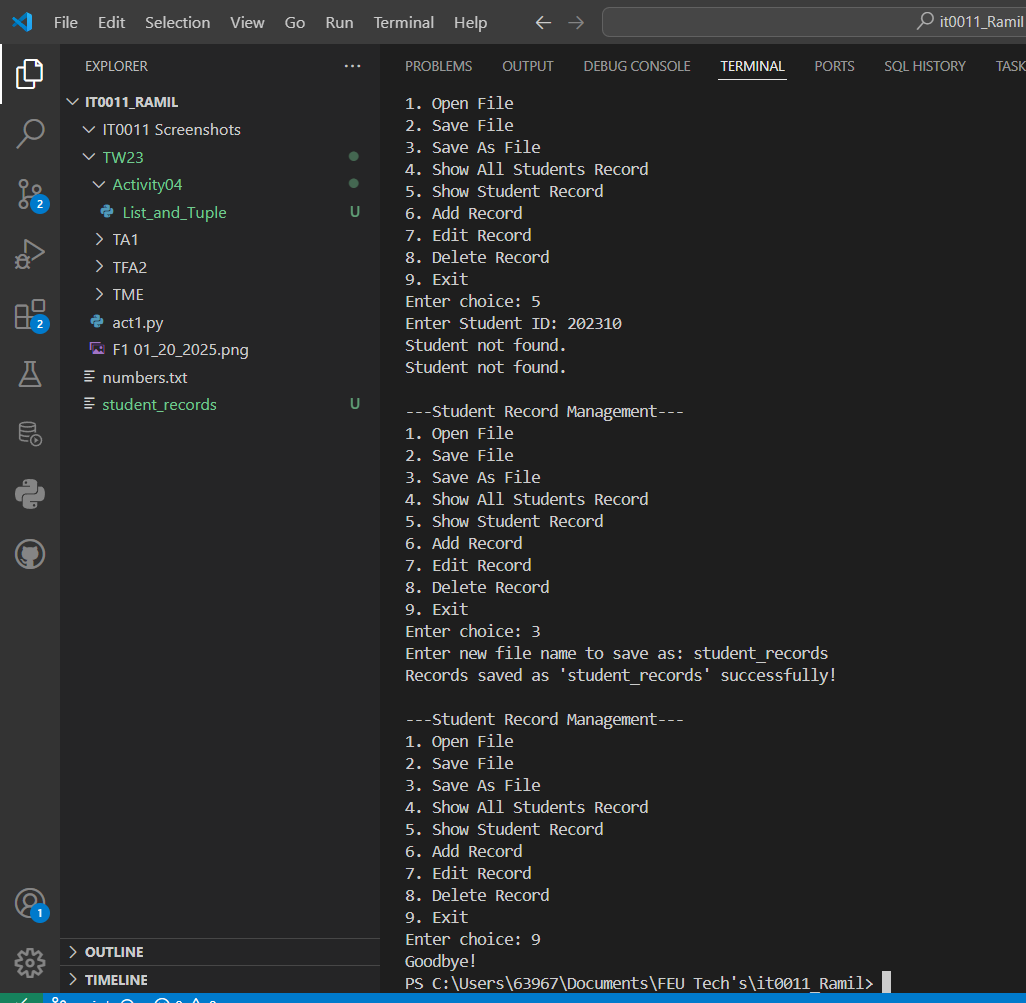 File Edit Selection View Go Run Terminal Help it0011_Ramil
EXPLORER
IT0011_RAMIL
IT0011 Screenshots
TW23
Activity04
List_and_Tuple U
TA1
TFA2
TME
act1.py
F1 01_20_2025.png
numbers.txt
student_records U
OUTLINE
TIMELINE
2
2
1
PROBLEMS OUTPUT DEBUG CONSOLE TERMINAL PORTS SQL HISTORY TASK
1. Open File
2. Save File
3. Save As File
4. Show All Students Record
5. Show Student Record
6. Add Record
7. Edit Record
8. Delete Record
9. Exit
Enter choice: 5
Enter Student ID: 202310
Student not found.
Student not found.
---Student Record Management---
1. Open File
2. Save File
3. Save As File
4. Show All Students Record
5. Show Student Record
6. Add Record
7. Edit Record
8. Delete Record
9. Exit
Enter choice: 3
Enter new file name to save as: student_records
Records saved as 'student_records' successfully!
---Student Record Management---
1. Open File
2. Save File
3. Save As File
4. Show All Students Record
5. Show Student Record
6. Add Record
7. Edit Record
8. Delete Record
9. Exit
Enter choice: 9
Goodbye!
PS C:\Users\63967\Documents\FEU Tech's\it0011_Ramil>